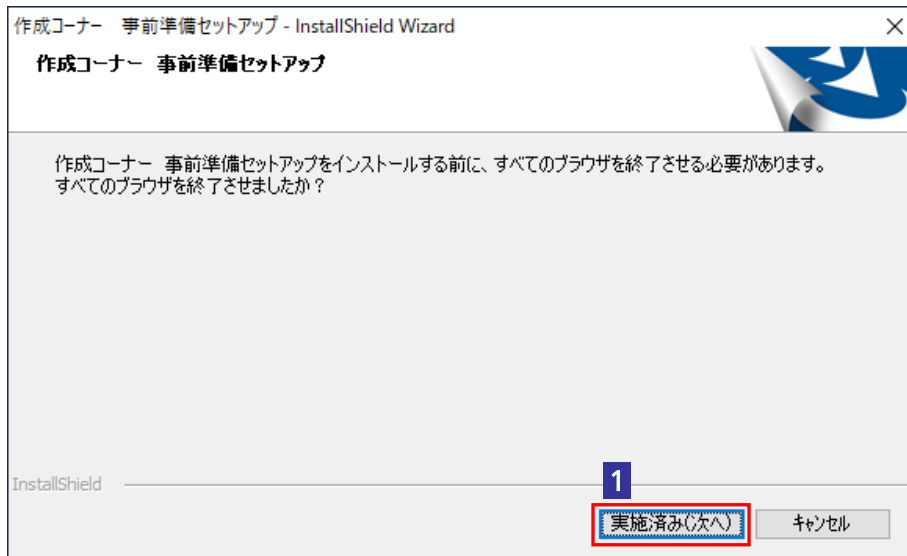 作成コーナー　事前準備セットアップ - InstallShield Wizard
作成コーナー　事前準備セットアップ
作成コーナー　事前準備セットアップをインストールする前に、すべてのブラウザを終了させる必要があります。
すべてのブラウザを終了させましたか？
InstallShield
1
実施済み(次へ)
キャンセル